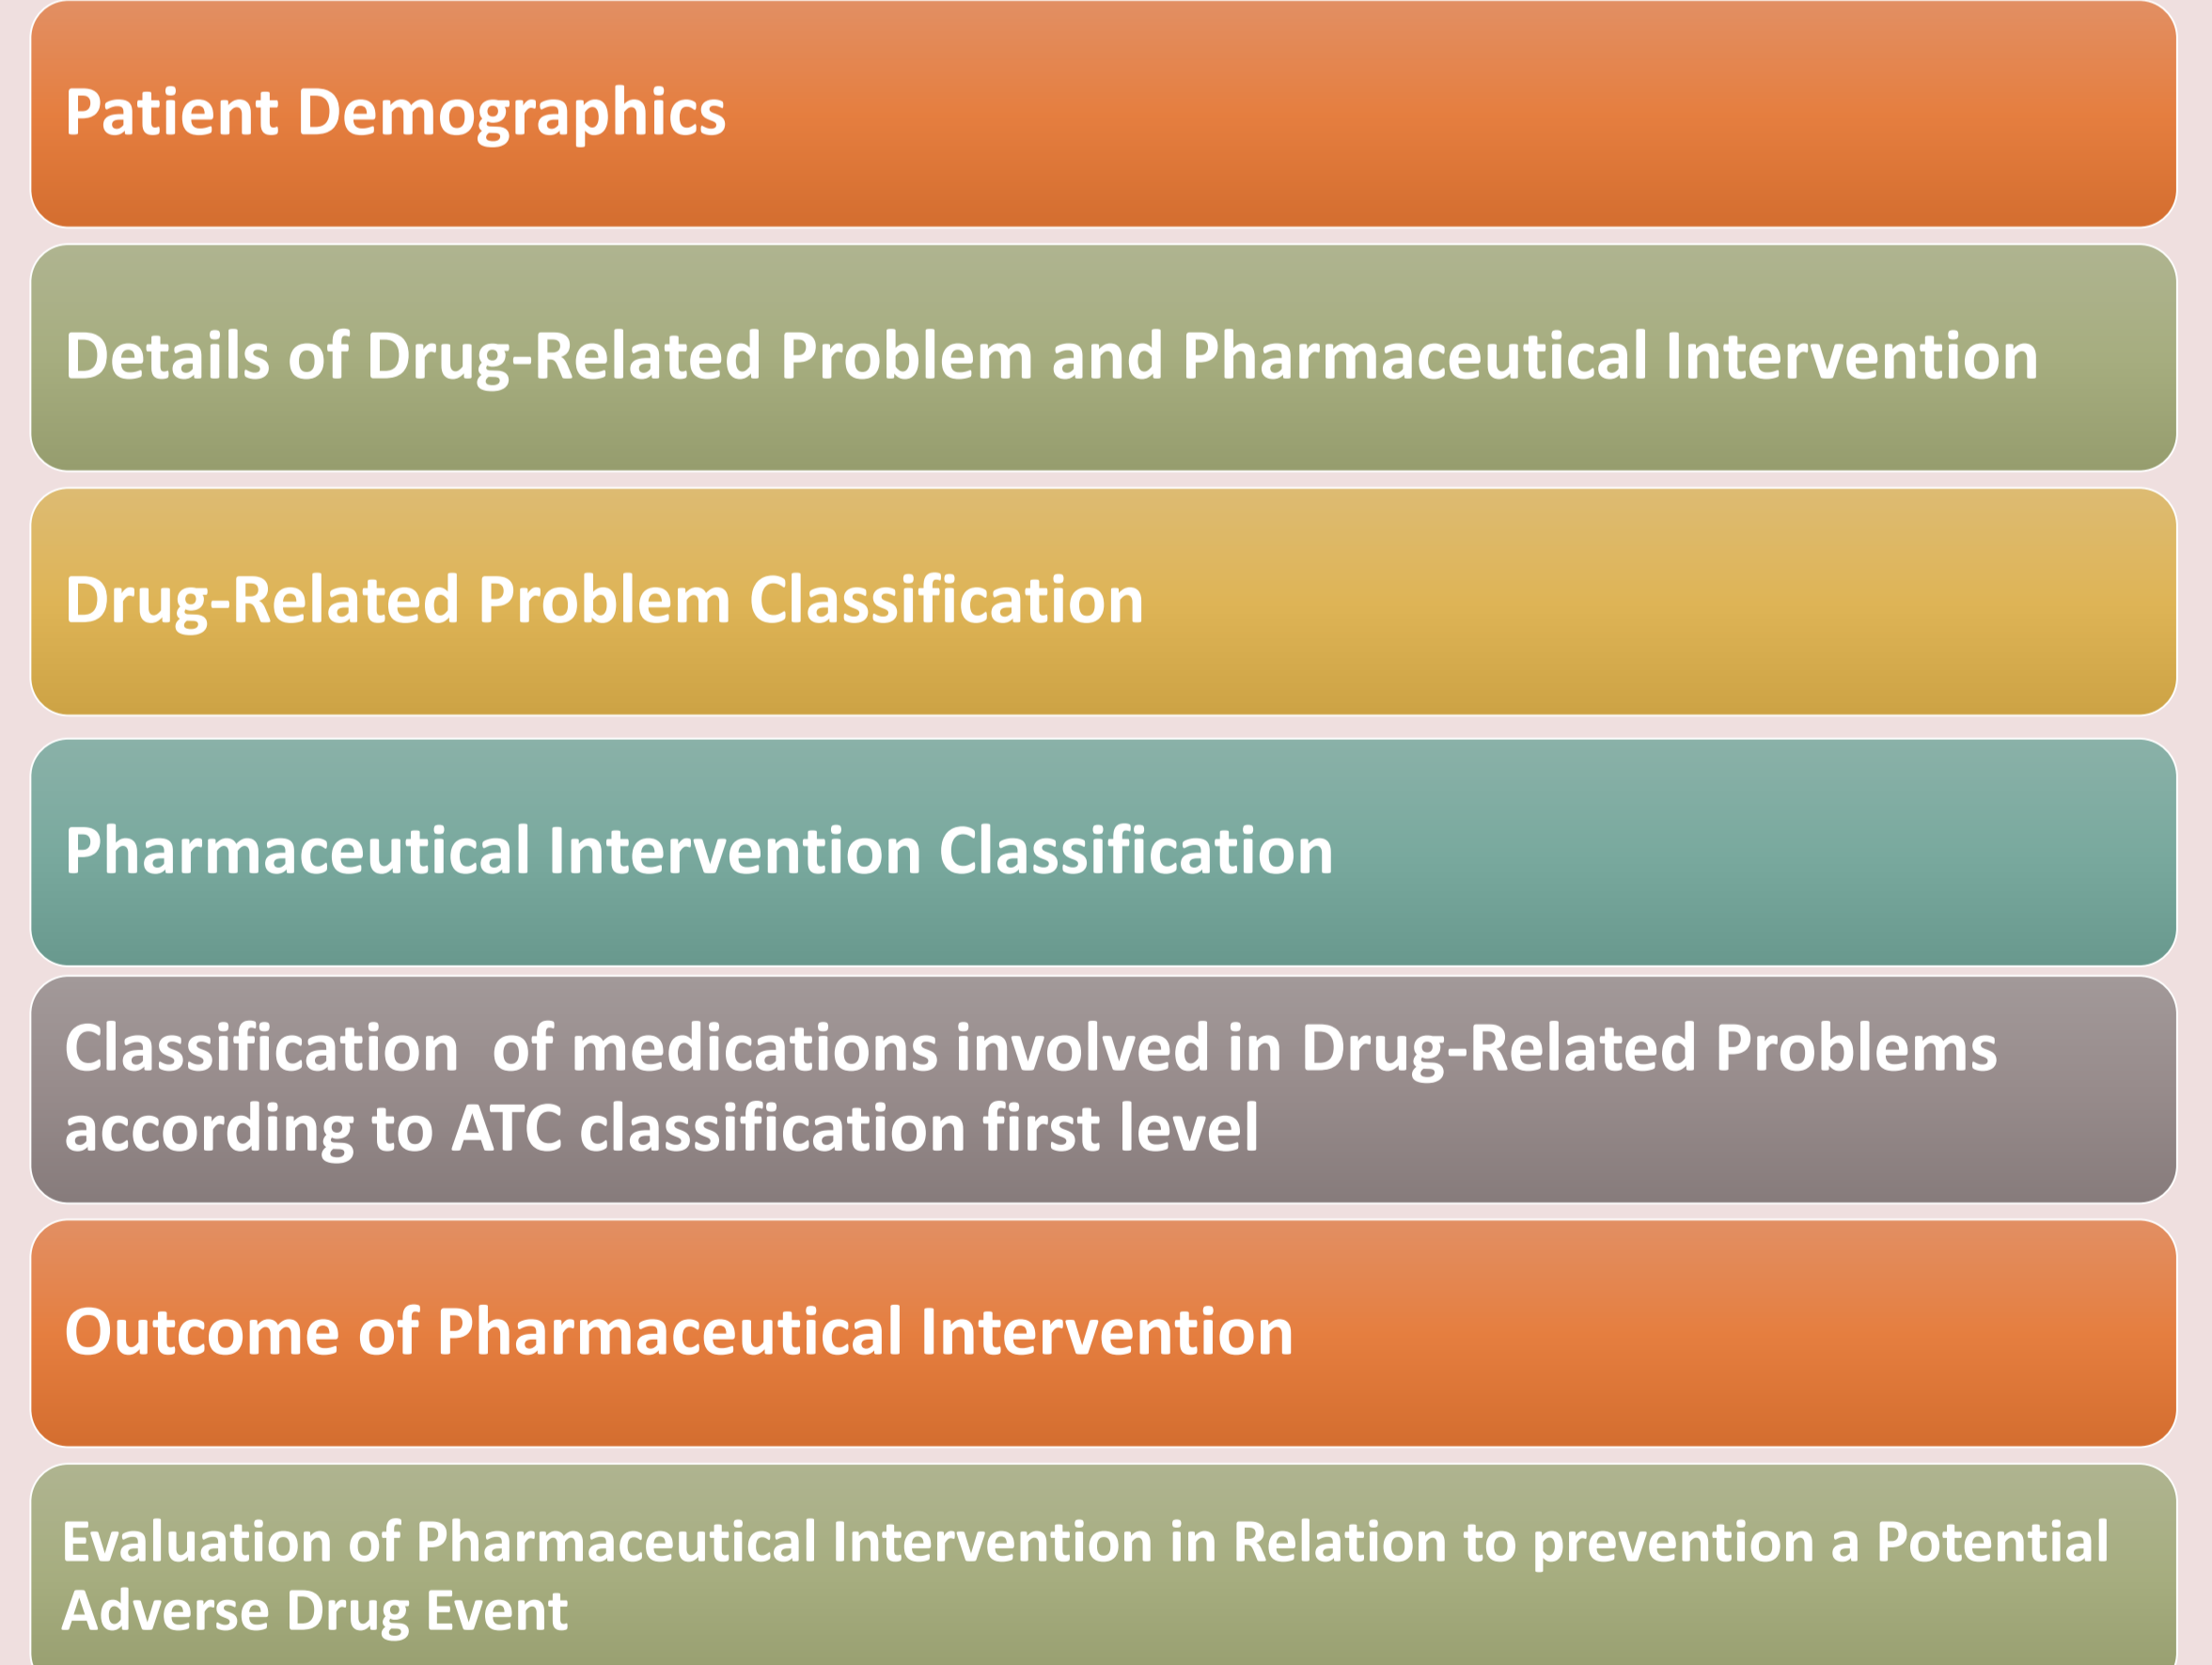 Patient Demographics
Details of Drug-Related Problem and Pharmaceutical Intervention
Drug-Related Problem Classification
Pharmaceutical Intervention Classification
Classification  of medications involved in Drug-Related Problems
according to ATC classification first level
Outcome of Pharmaceutical Intervention
Evaluation of Pharmaceutical Intervention in Relation to prevention a Potential
Adverse Drug Event